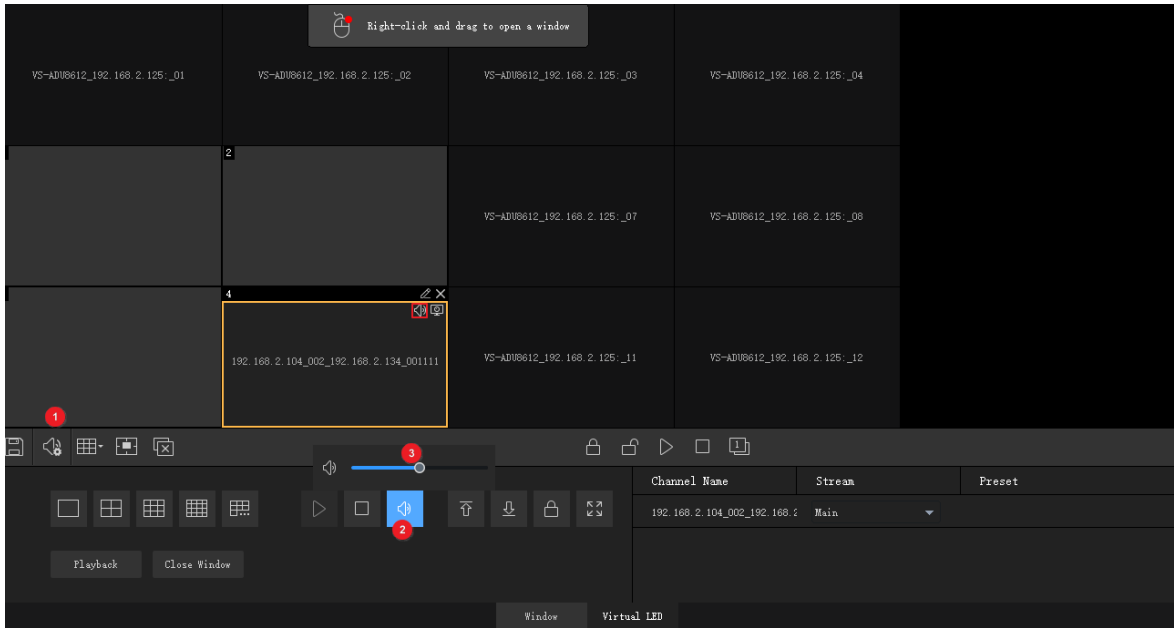 Right-click and drag to open a window
VS-ADU8612_192.168.2.125:_01
VS-ADU8612_192.168.2.125:_02
VS-ADU8612_192.168.2.125:_03
VS-ADU8612_192.168.2.125:_04
2
VS-ADU8612_192.168.2.125:_07
VS-ADU8612_192.168.2.125:_08
4
192.168.2.104_002_192.168.2.134_001111
VS-ADU8612_192.168.2.125:_11
VS-ADU8612_192.168.2.125:_12
1
1
3
Channel Name
Stream
Preset
192.168.2.104_002_192.168.2
Main
2
Playback
Close Window
Window
Virtual LED